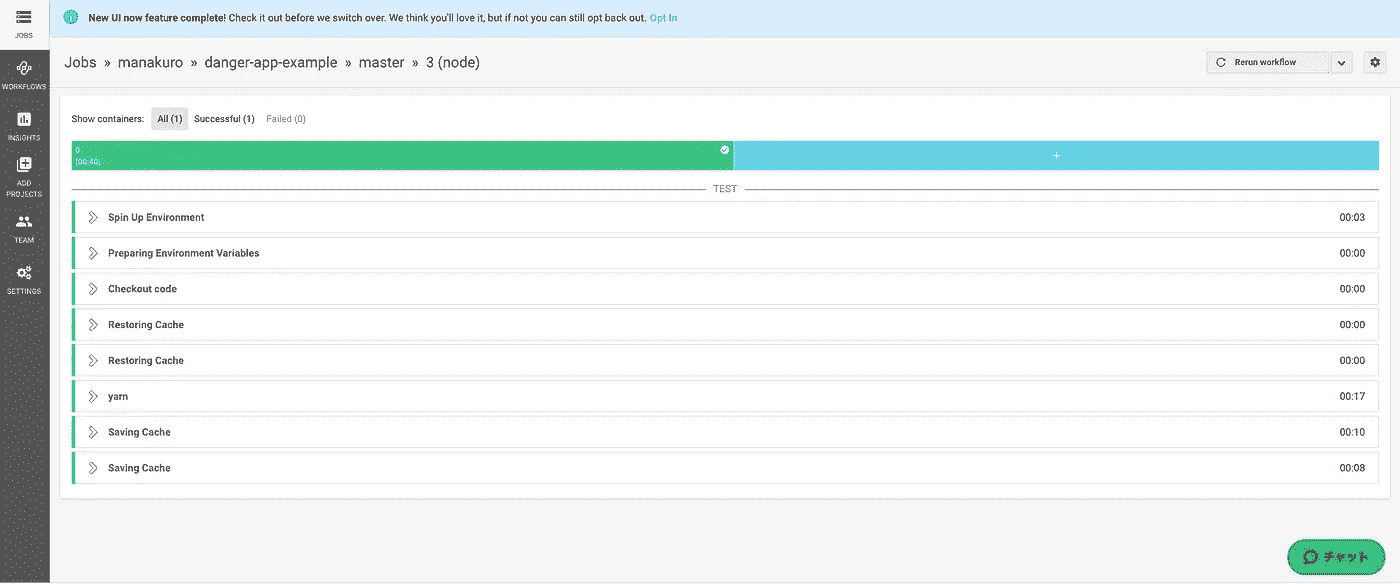 JOBS
WORKFLOWS
INSIGHTS
ADD
PROJECTS
TEAM
SETTINGS
New UI now feature complete! Check it out before we switch over. We think you'll love it, but if not you can still opt back out. Opt In
Jobs » manakuro » danger-app-example » master » 3 (node)
Rerun workflow
Show containers: All (1) Successful (1) Failed (0)
0
(00:40)
+
TEST
Spin Up Environment 00:03
Preparing Environment Variables 00:00
Checkout code 00:00
Restoring Cache 00:00
Restoring Cache 00:00
yarn 00:17
Saving Cache 00:10
Saving Cache 00:08
チャット